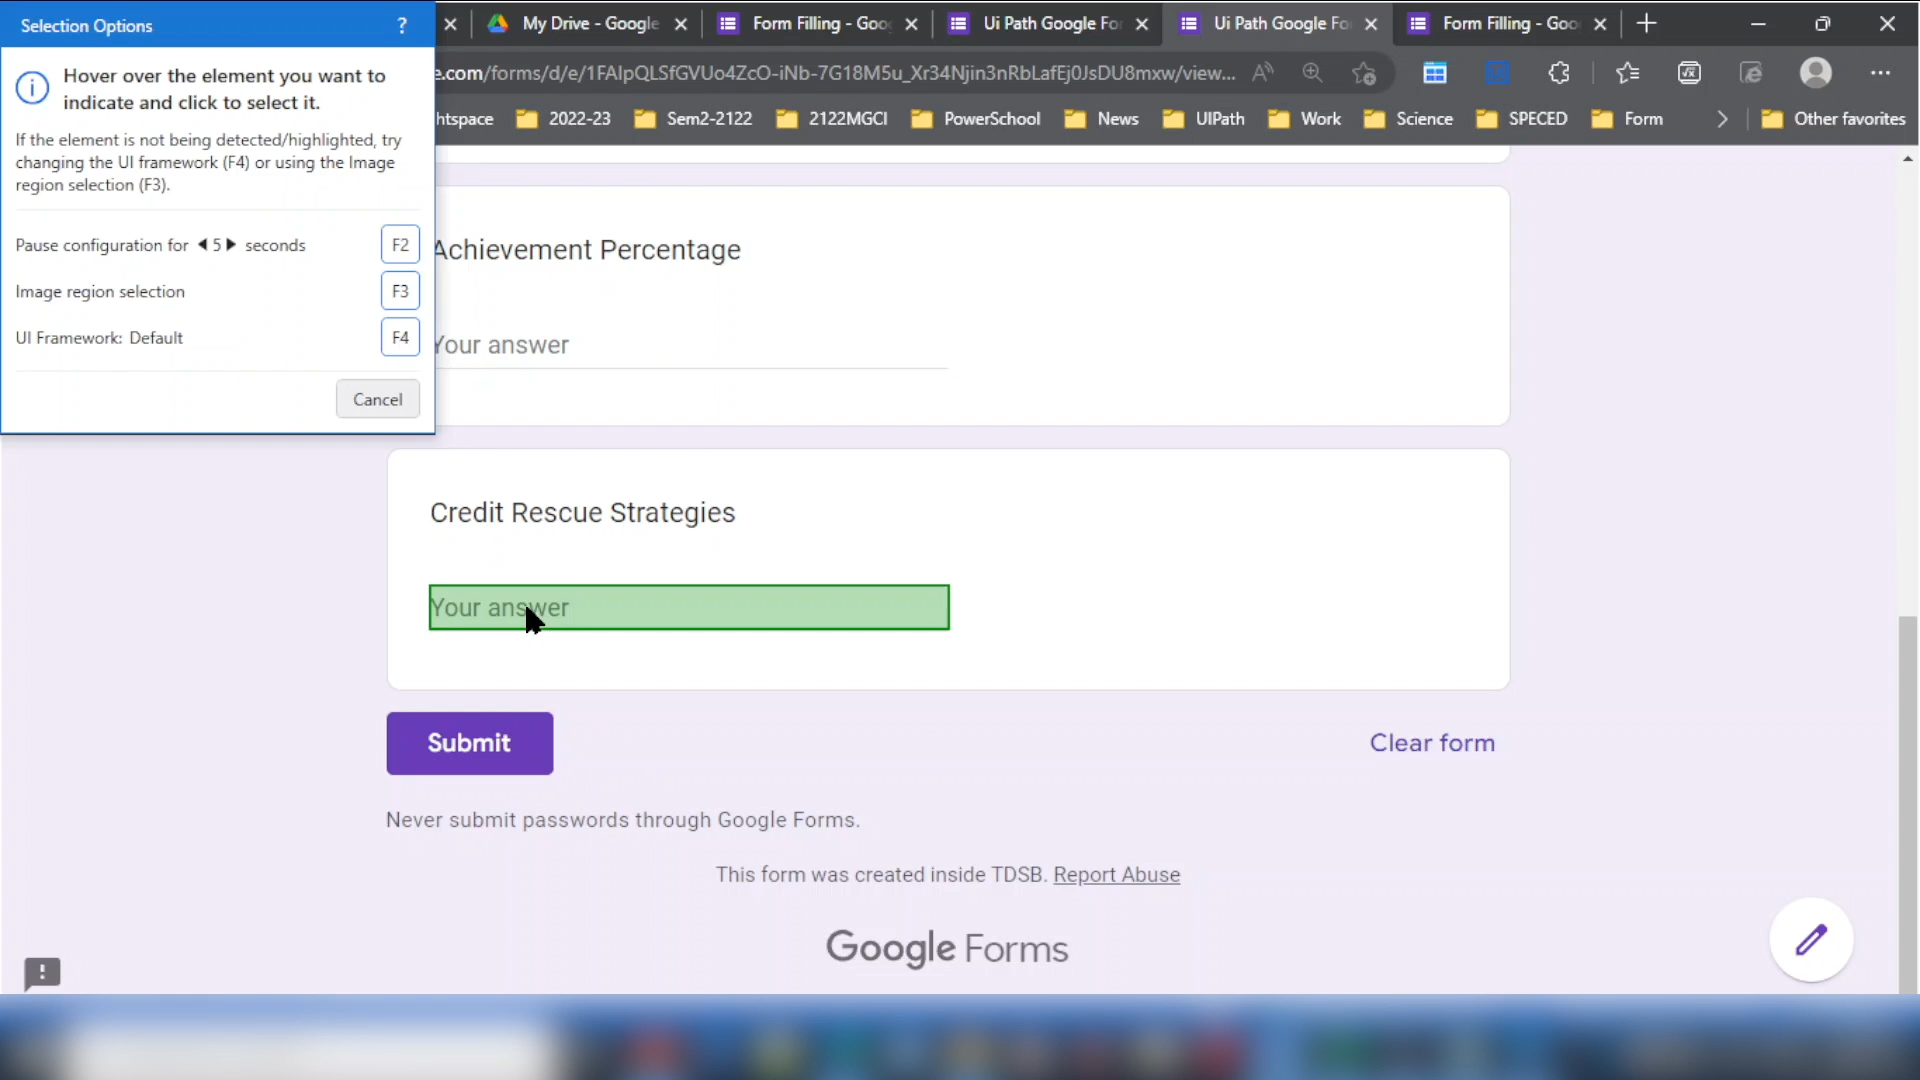 Selection Options
?
My Drive - Google
Form Filling - Goo
Ui Path Google For
Ui Path Google Fo
Form Filling - Goo
Hover over the element you want to
indicate and click to select it.
If the element is not being detected/highlighted, try
changing the UI framework (F4) or using the Image
region selection (F3).
Pause configuration for 5 seconds
F2
Image region selection
F3
UI Framework: Default
F4
Cancel
e.com/forms/d/e/1FAIpQLSfGVUo4ZcO-iNb-7G18M5u_Xr34Njin3nRbLafEj0JsDU8mxw/view...
htspace
2022-23
Sem2-2122
2122MGCI
PowerSchool
News
UIPath
Work
Science
SPECED
Form
Other favorites
Achievement Percentage
Your answer
Credit Rescue Strategies
Your answer
Submit
Clear form
Never submit passwords through Google Forms.
This form was created inside TDSB. Report Abuse
Google Forms